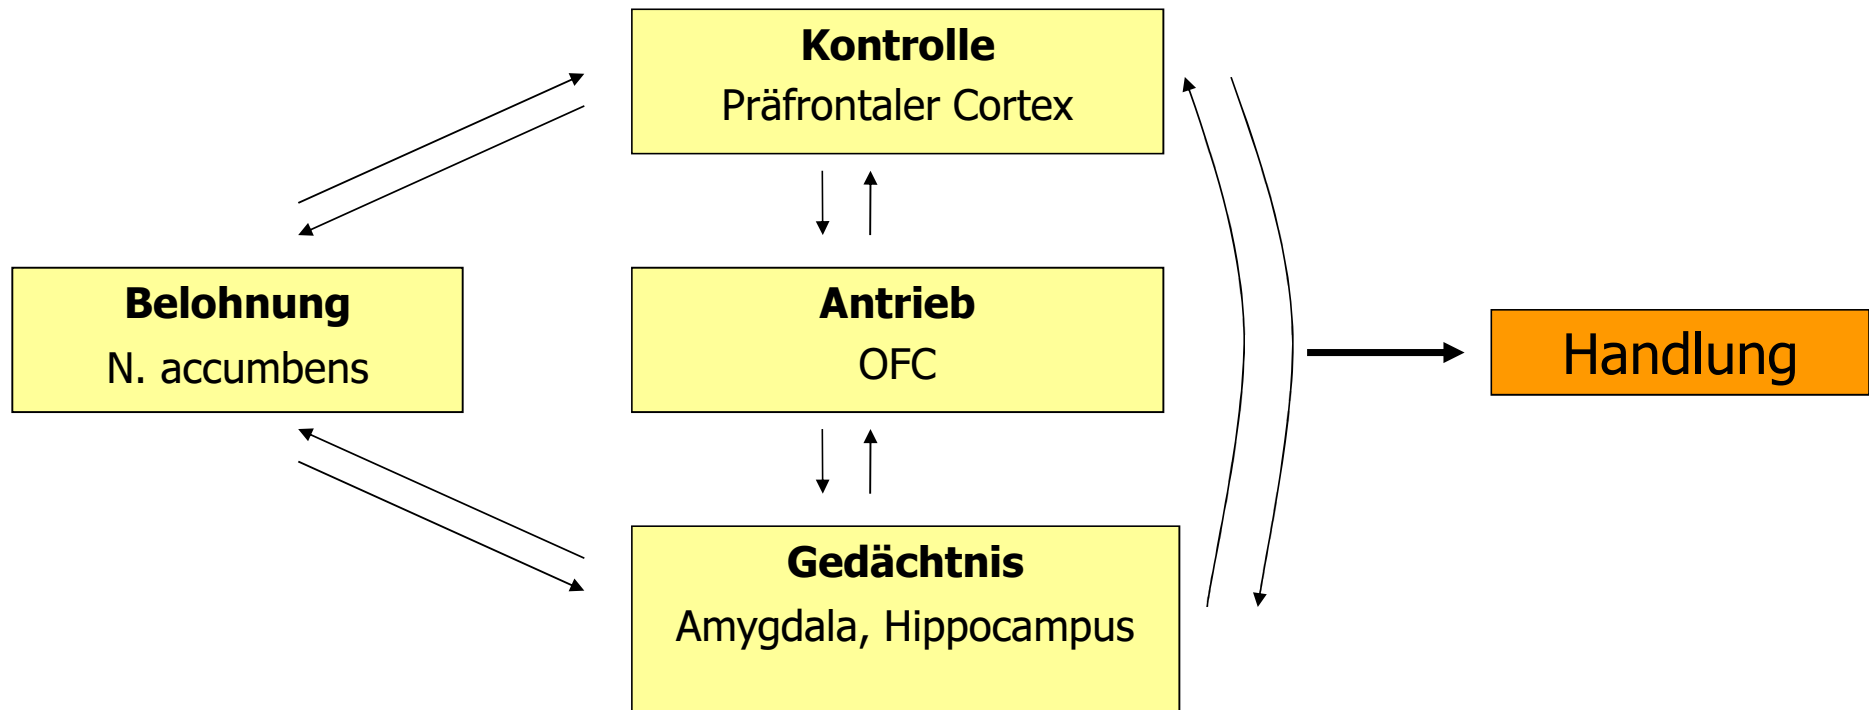 Kontrolle
Präfrontaler Cortex
Belohnung
N. accumbens
Antrieb
OFC
Handlung
Gedächtnis
Amygdala, Hippocampus